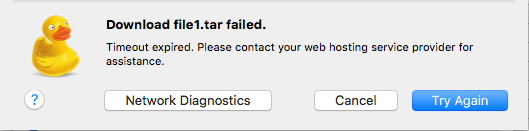 Download file1.tar failed.
Timeout expired. Please contact your web hosting service provider for
assistance.
?
Network Diagnostics
Cancel
Try Again